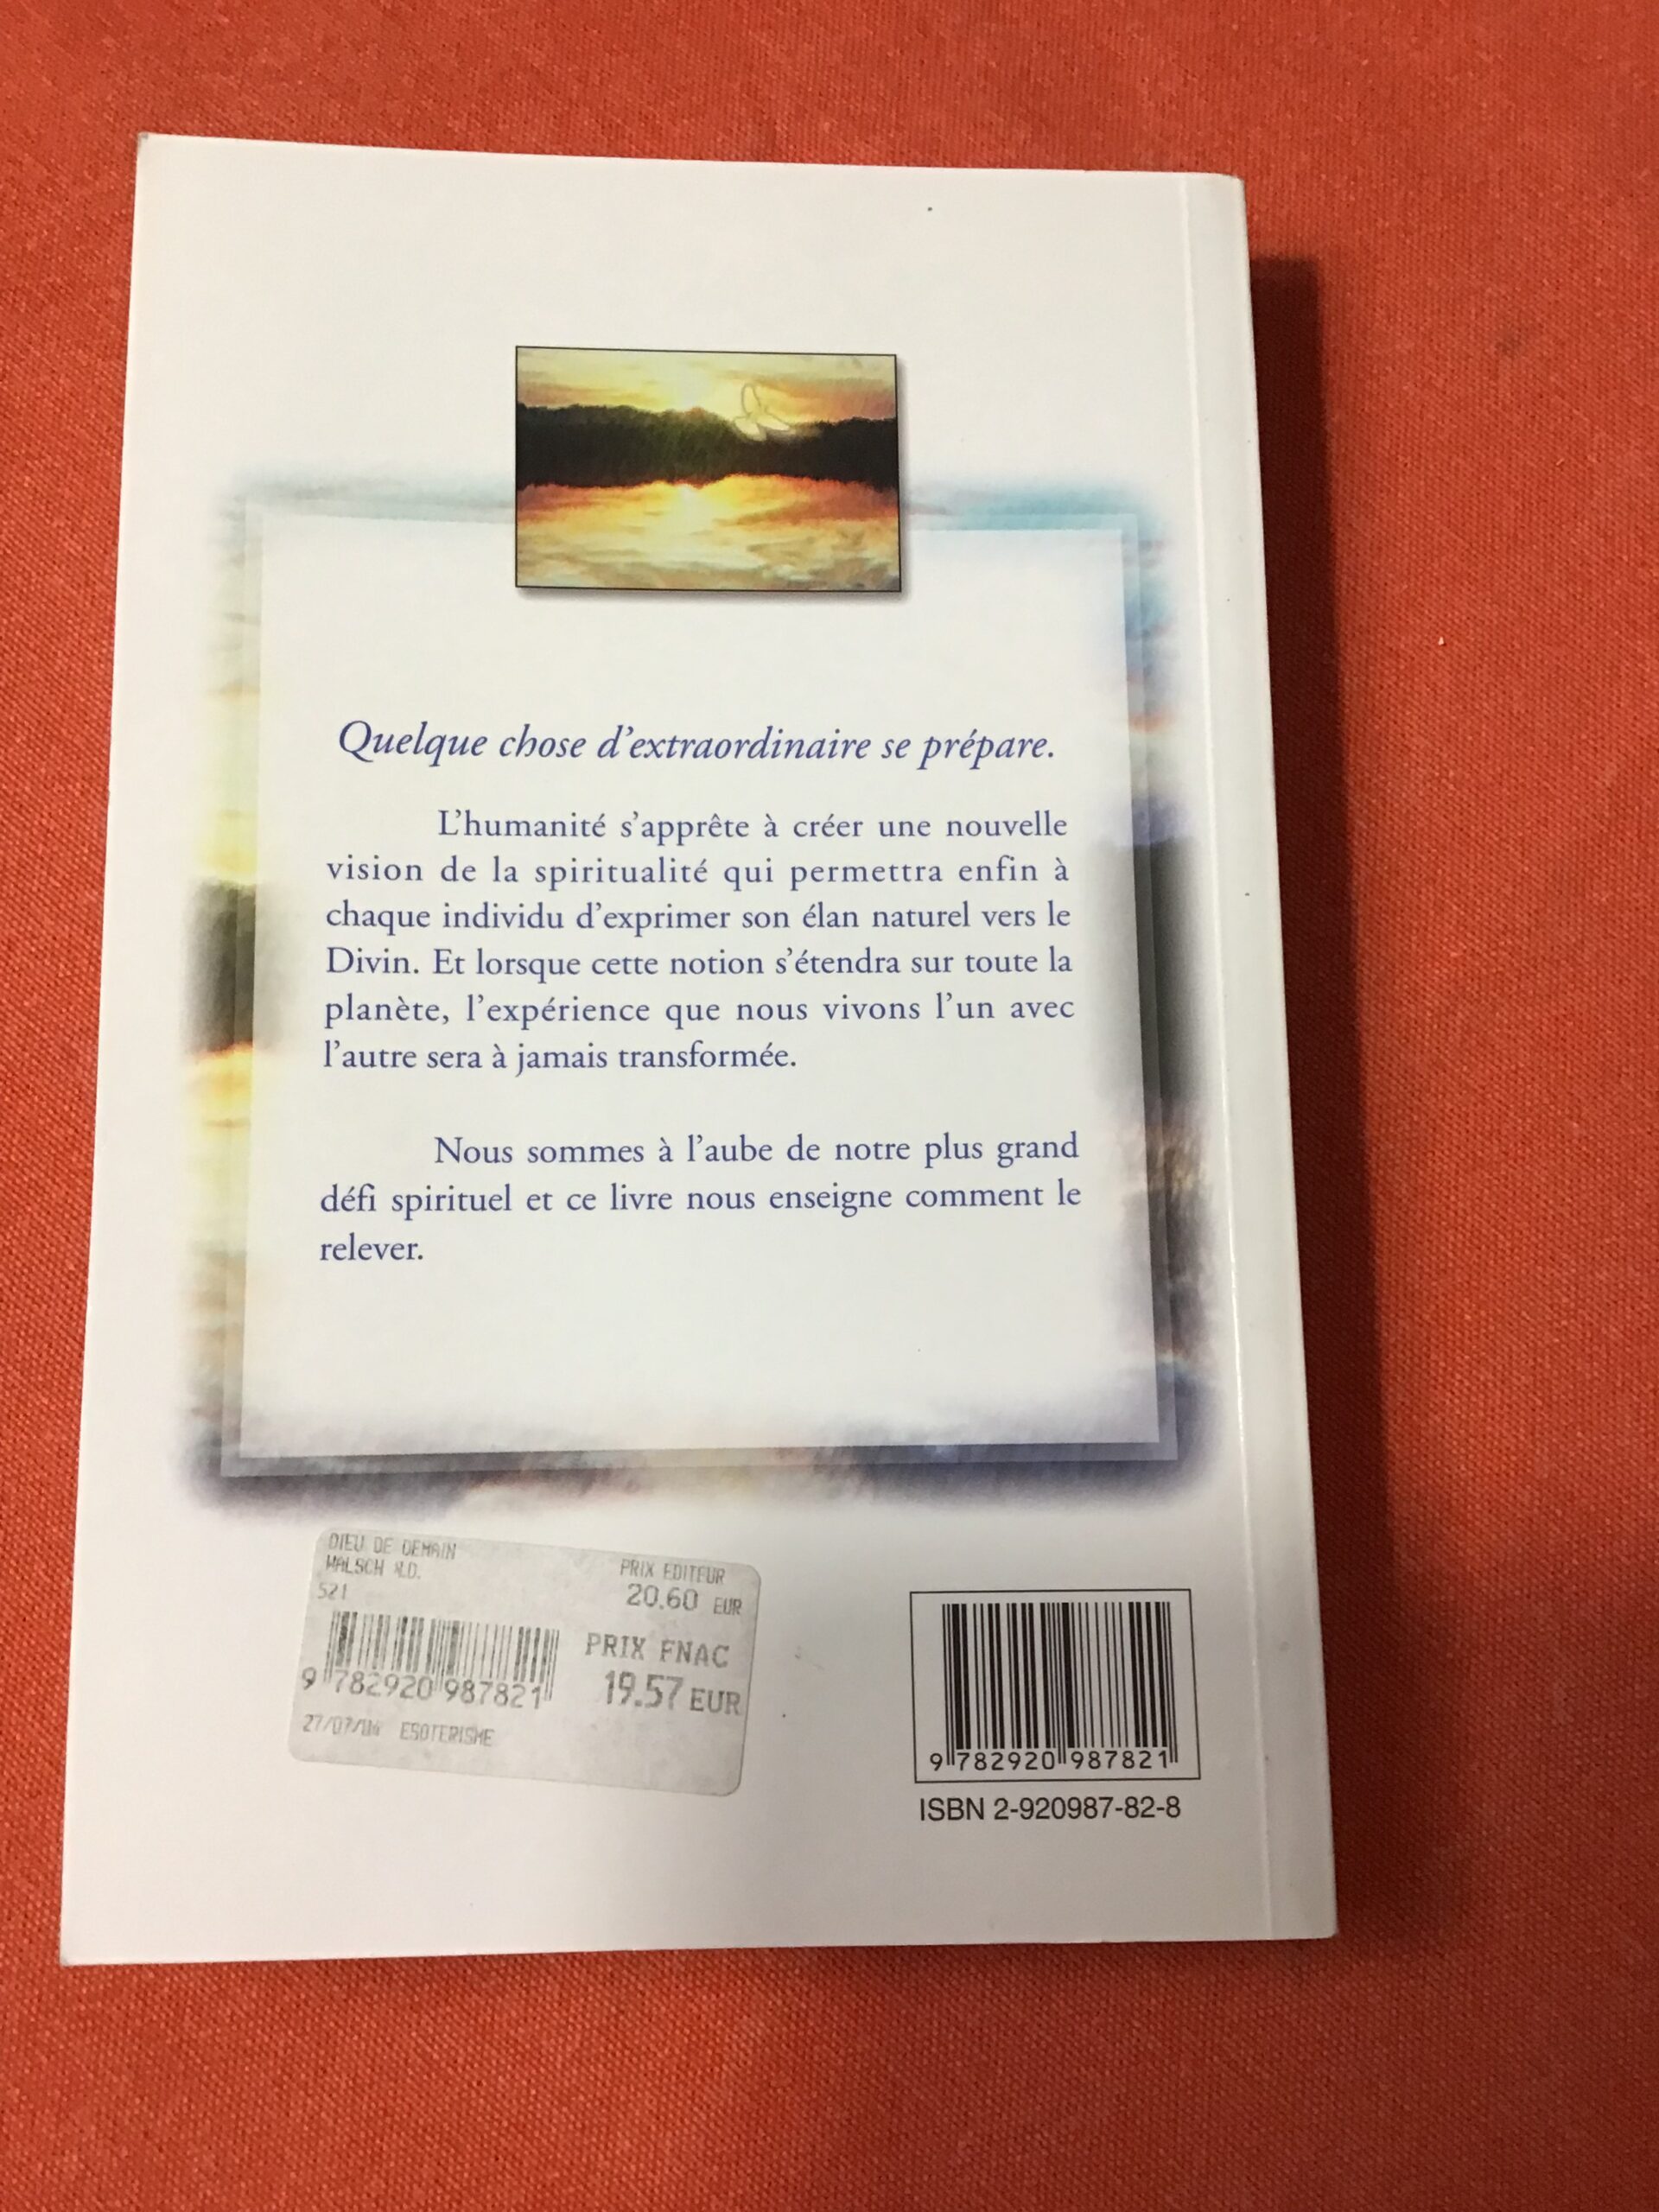 Quelque chose d'extraordinaire se prépare.
L'humanité s'apprête à créer une nouvelle
vision de la spiritualité qui permettra enfin à
chaque individu d'exprimer son élan naturel vers le
Divin. Et lorsque cette notion s'étendra sur toute la
planète, l'expérience que nous vivons l'un avec
l'autre sera à jamais transformée.
Nous sommes à l'aube de notre plus grand
défi spirituel et ce livre nous enseigne comment le
relever.
DIEU DE DEMAIN
WALSCH N.D.
521
PRIX EDITEUR
20.60 EUR
PRIX FNAC
19.57 EUR
9 782920 987821
ESOTERISME
9 782920 987821
ISBN 2-920987-82-8